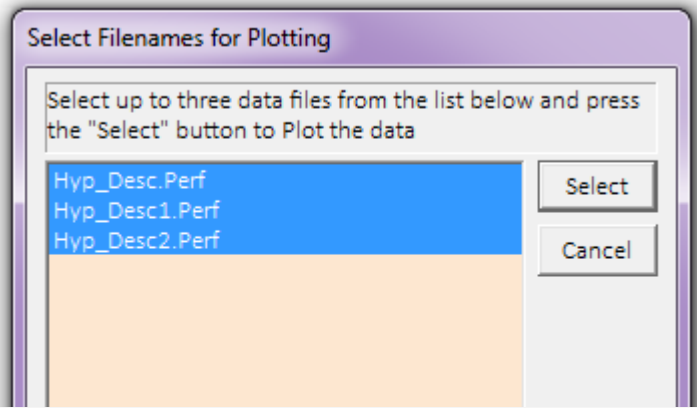 Select Filenames for Plotting
Select up to three data files from the list below and press
the "Select" button to Plot the data
Hyp_Desc.Perf
Hyp_Desc1.Perf
Hyp_Desc2.Perf
Select
Cancel